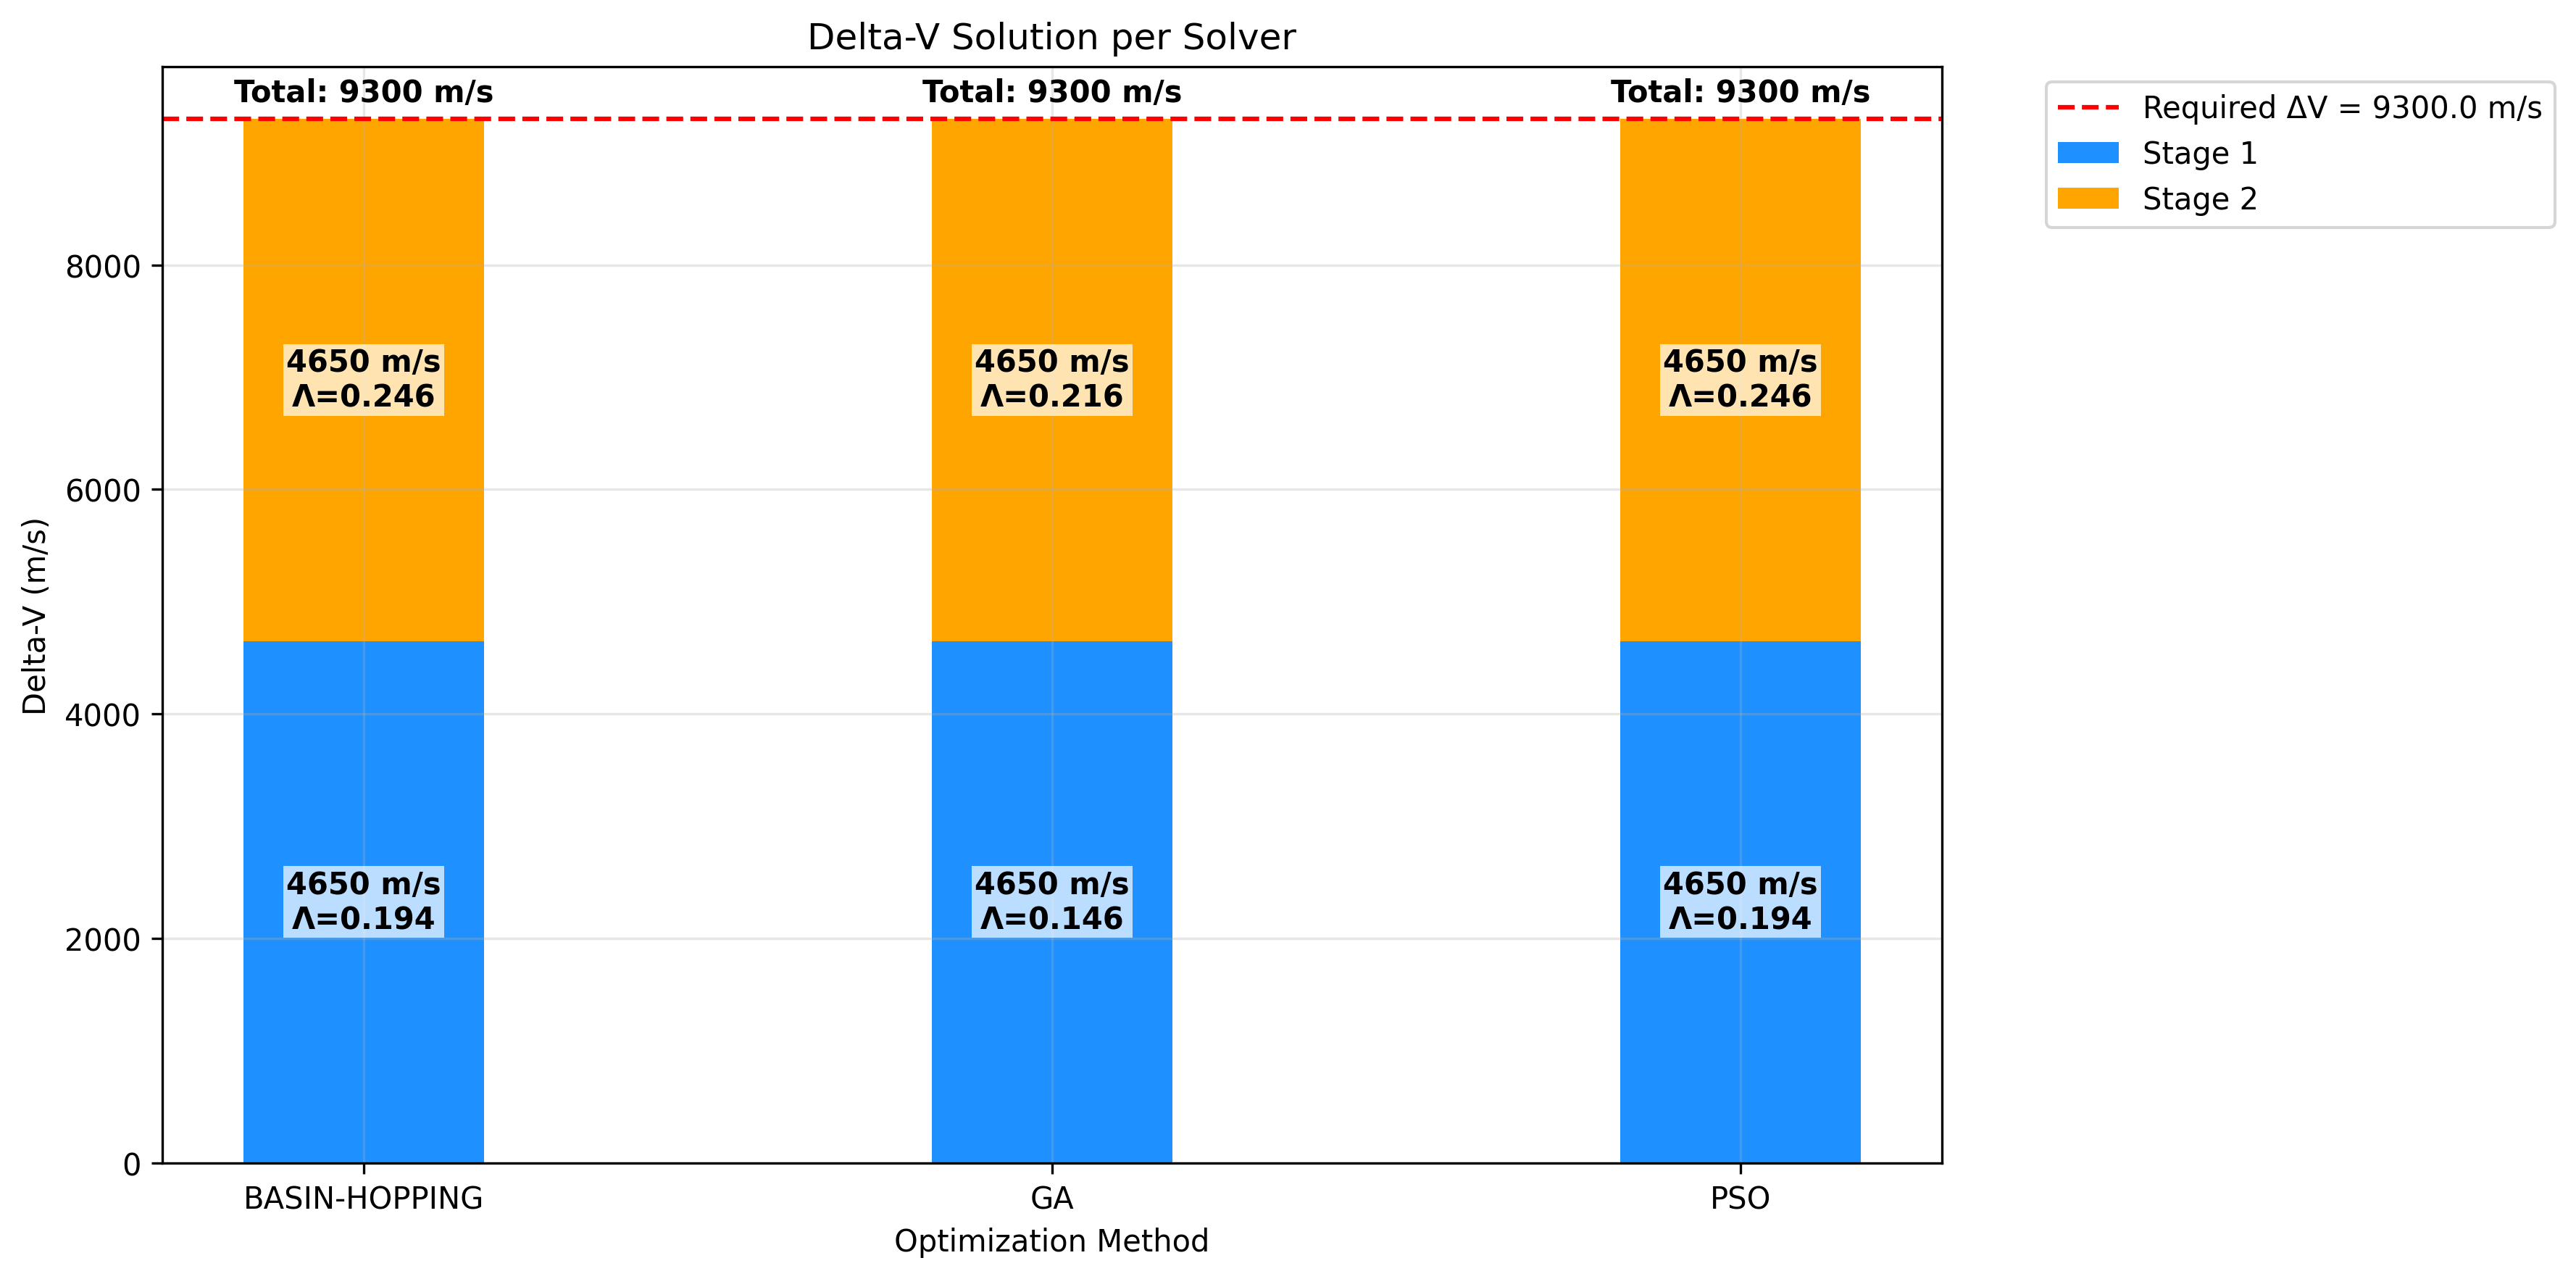 Delta-V Solution per Solver
Total: 9300 m/s
Total: 9300 m/s
Total: 9300 m/s
Required ΔV = 9300.0 m/s
Stage 1
Stage 2
Delta-V (m/s)
8000
6000
4000
2000
0
4650 m/s
Λ=0.246
4650 m/s
Λ=0.216
4650 m/s
Λ=0.246
4650 m/s
Λ=0.194
4650 m/s
Λ=0.146
4650 m/s
Λ=0.194
BASIN-HOPPING
GA
PSO
Optimization Method